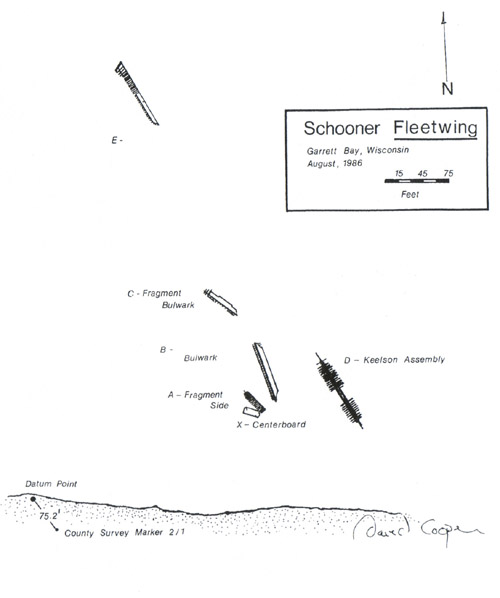 N
Schooner Fleetwing
Garrett Bay, Wisconsin
August, 1986
15 45 75
Feet
E -
C - Fragment
Bulwark
B -
Bulwark
D - Keelson Assembly
A - Fragment
Side
X - Centerboard
Datum Point
75.2'
County Survey Marker 2/1
David Cooper